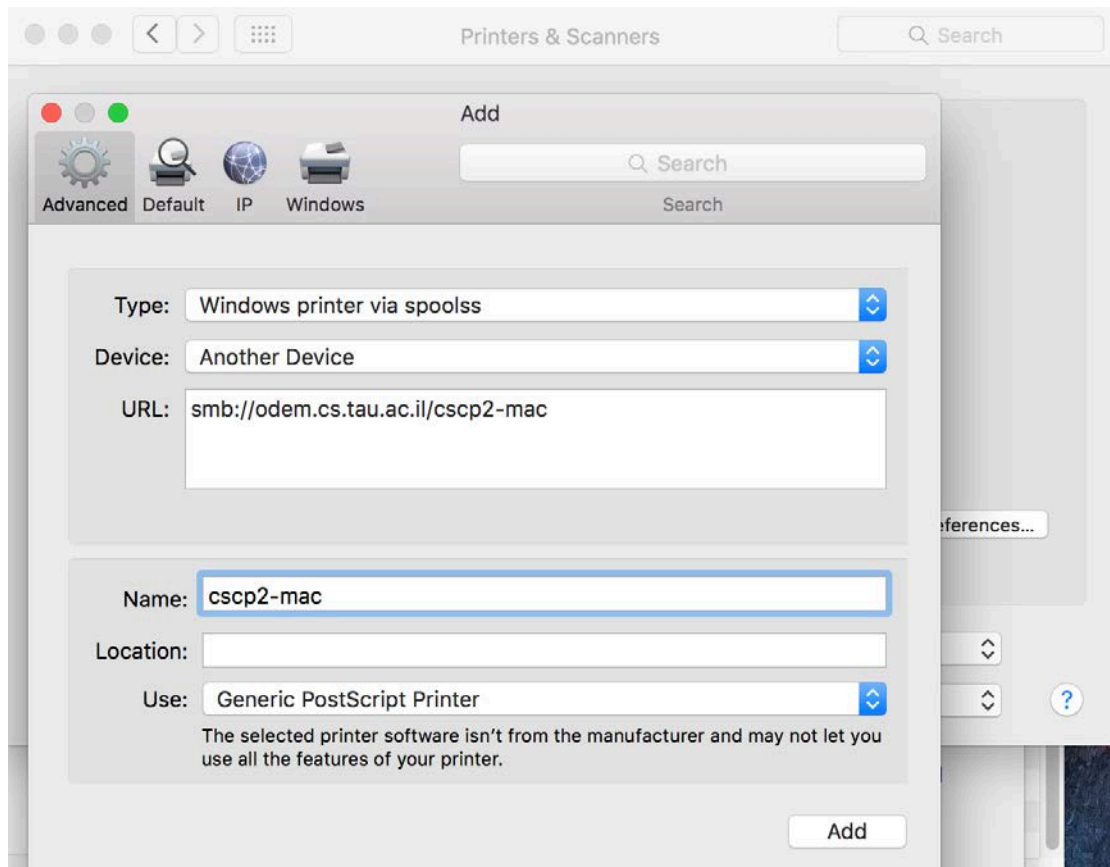 Printers & Scanners
Search
Add
Search
Advanced Default IP Windows
Search
Type: Windows printer via spoolss
Device: Another Device
URL: smb://odem.cs.tau.ac.il/cscp2-mac
eferences...
Name: cscp2-mac
Location:
Use: Generic PostScript Printer
?
The selected printer software isn't from the manufacturer and may not let you
use all the features of your printer.
Add